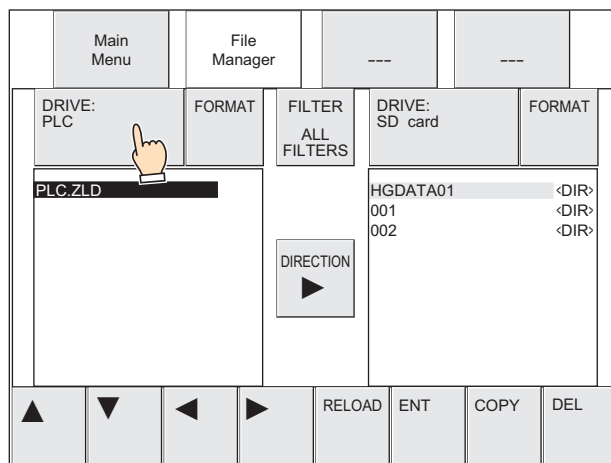 Main
Menu
File
Manager
---
---
DRIVE:
PLC
FORMAT
FILTER
ALL
FILTERS
DRIVE:
SD card
FORMAT
PLC.ZLD
HGDATA01 <DIR>
001 <DIR>
002 <DIR>
DIRECTION
RELOAD
ENT
COPY
DEL